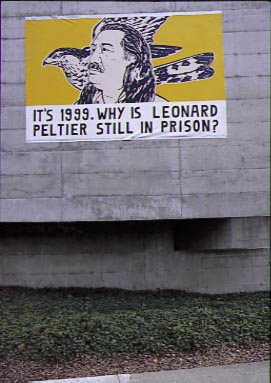 IT'S 1999. WHY IS LEONARD
PELTIER STILL IN PRISON?